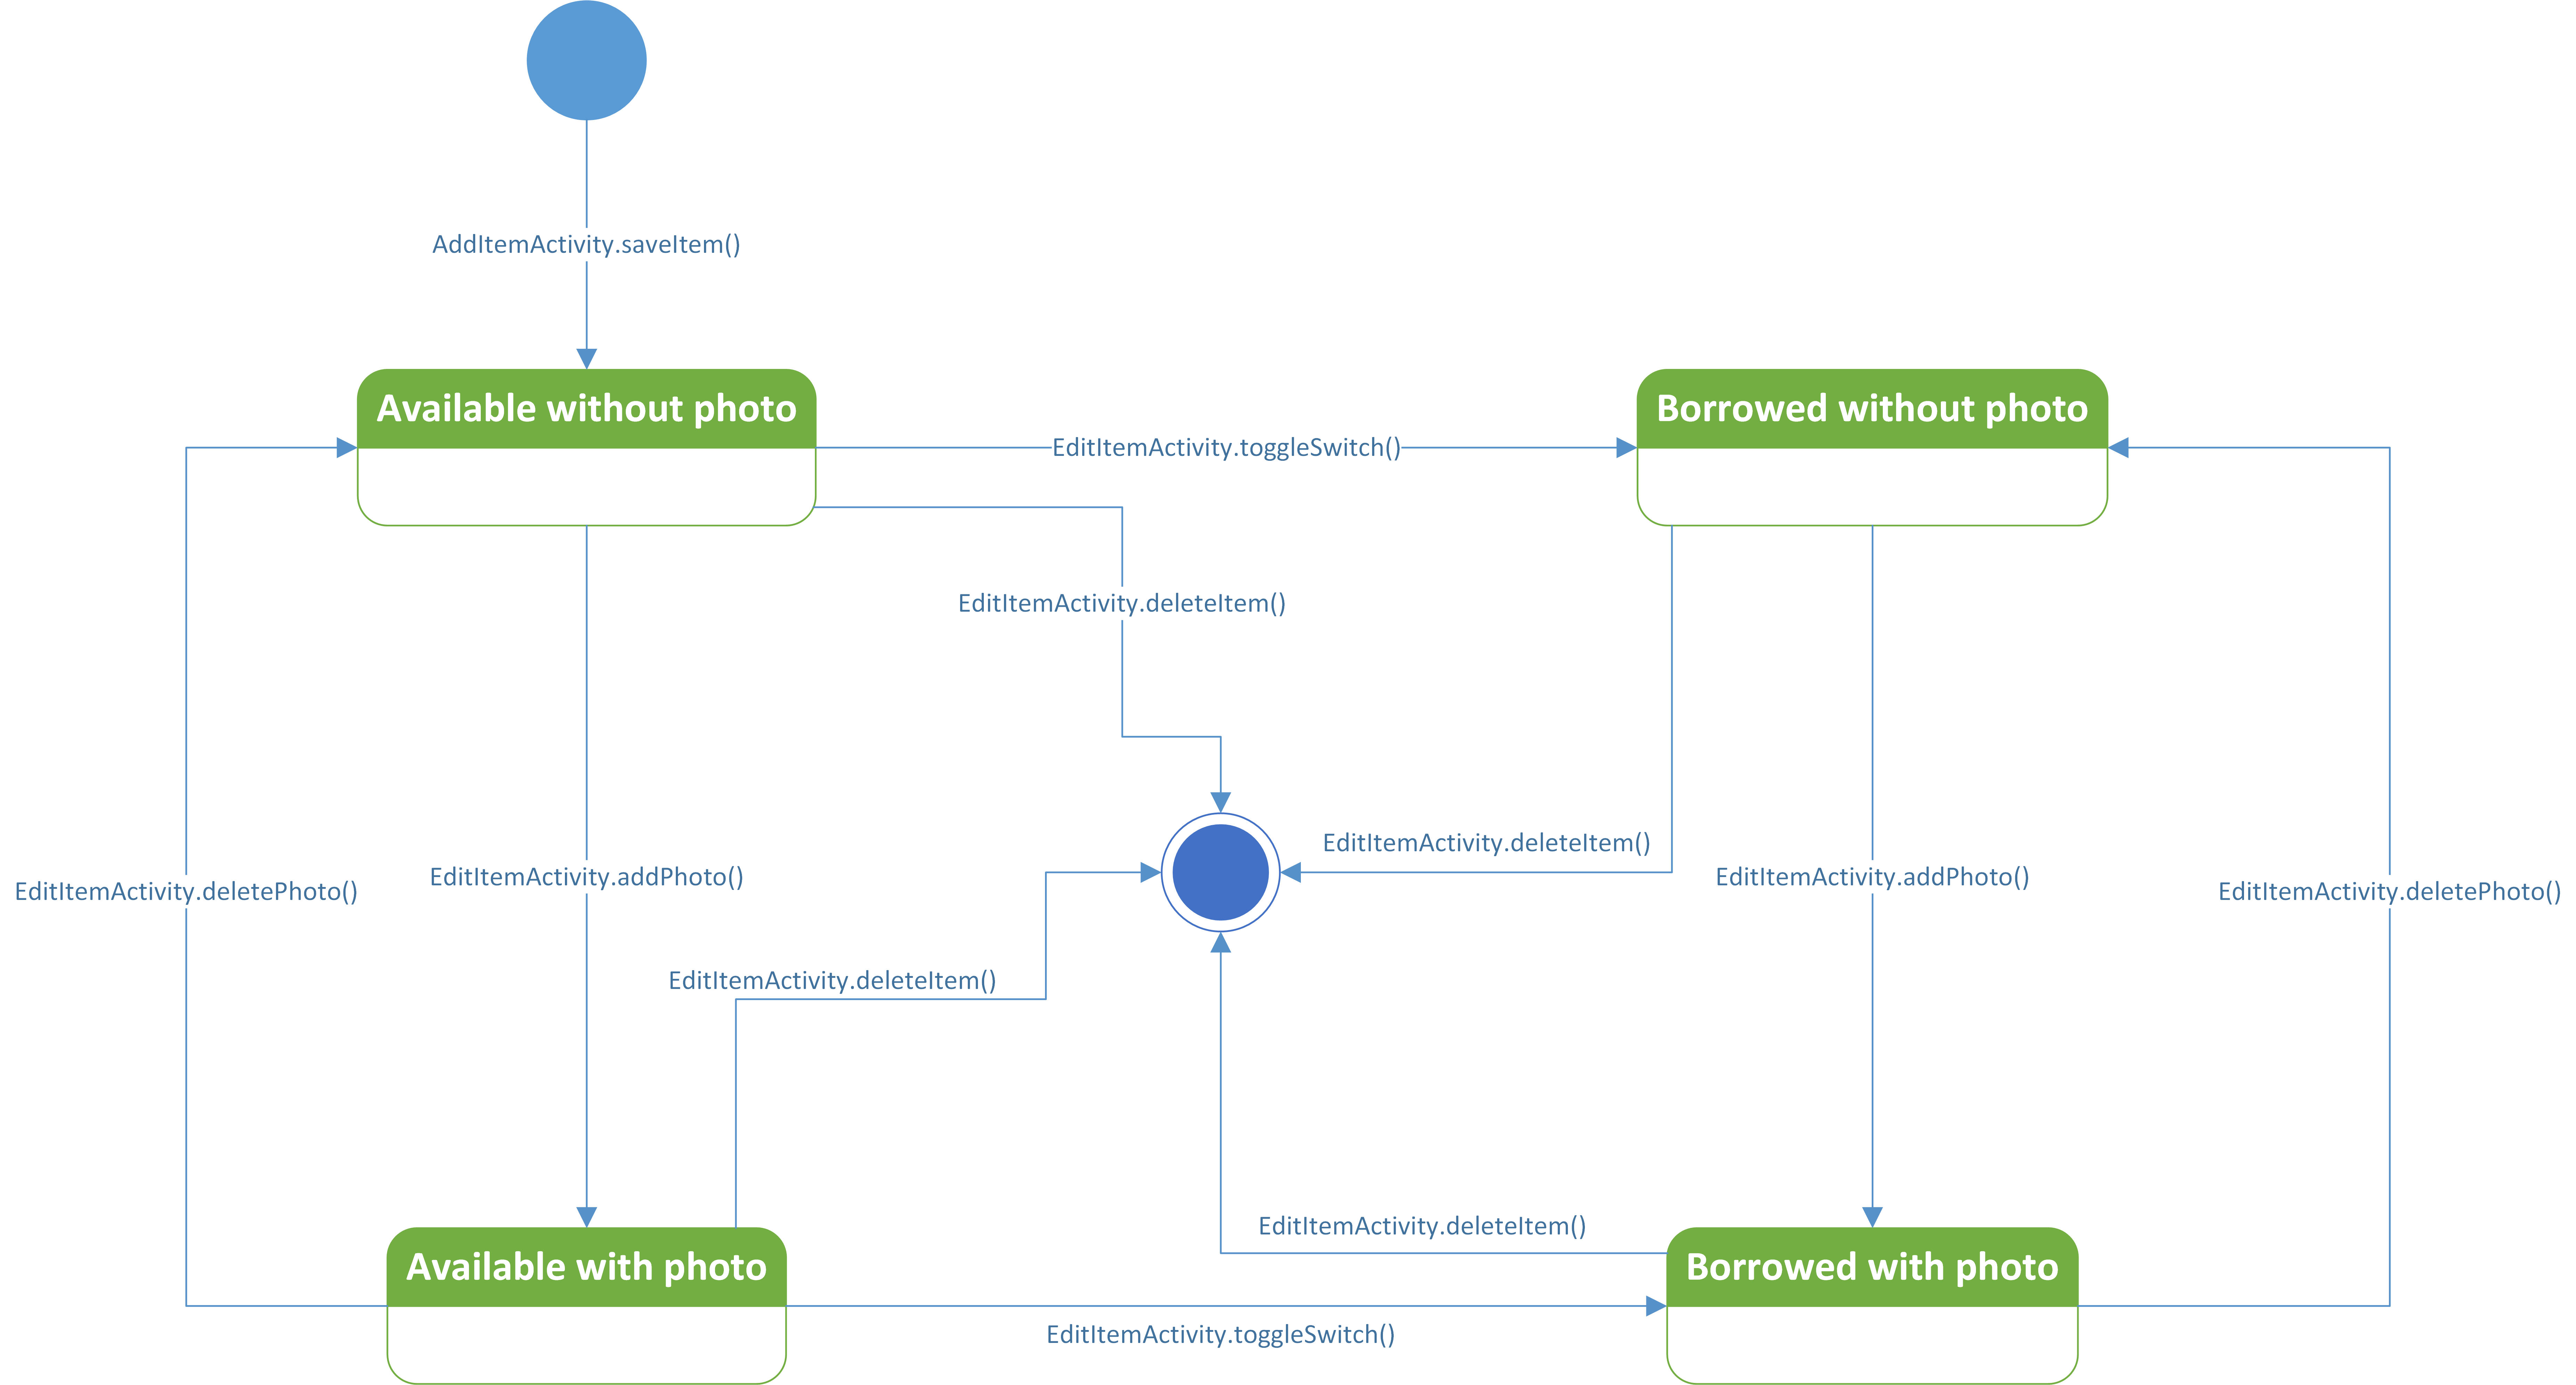 AddItemActivity.saveItem()
Available without photo
Borrowed without photo
EditItemActivity.toggleSwitch()
EditItemActivity.deleteItem()
EditItemActivity.deleteItem()
EditItemActivity.deletePhoto()
EditItemActivity.addPhoto()
EditItemActivity.addPhoto()
EditItemActivity.deletePhoto()
EditItemActivity.deleteItem()
EditItemActivity.deleteItem()
Available with photo
Borrowed with photo
EditItemActivity.toggleSwitch()